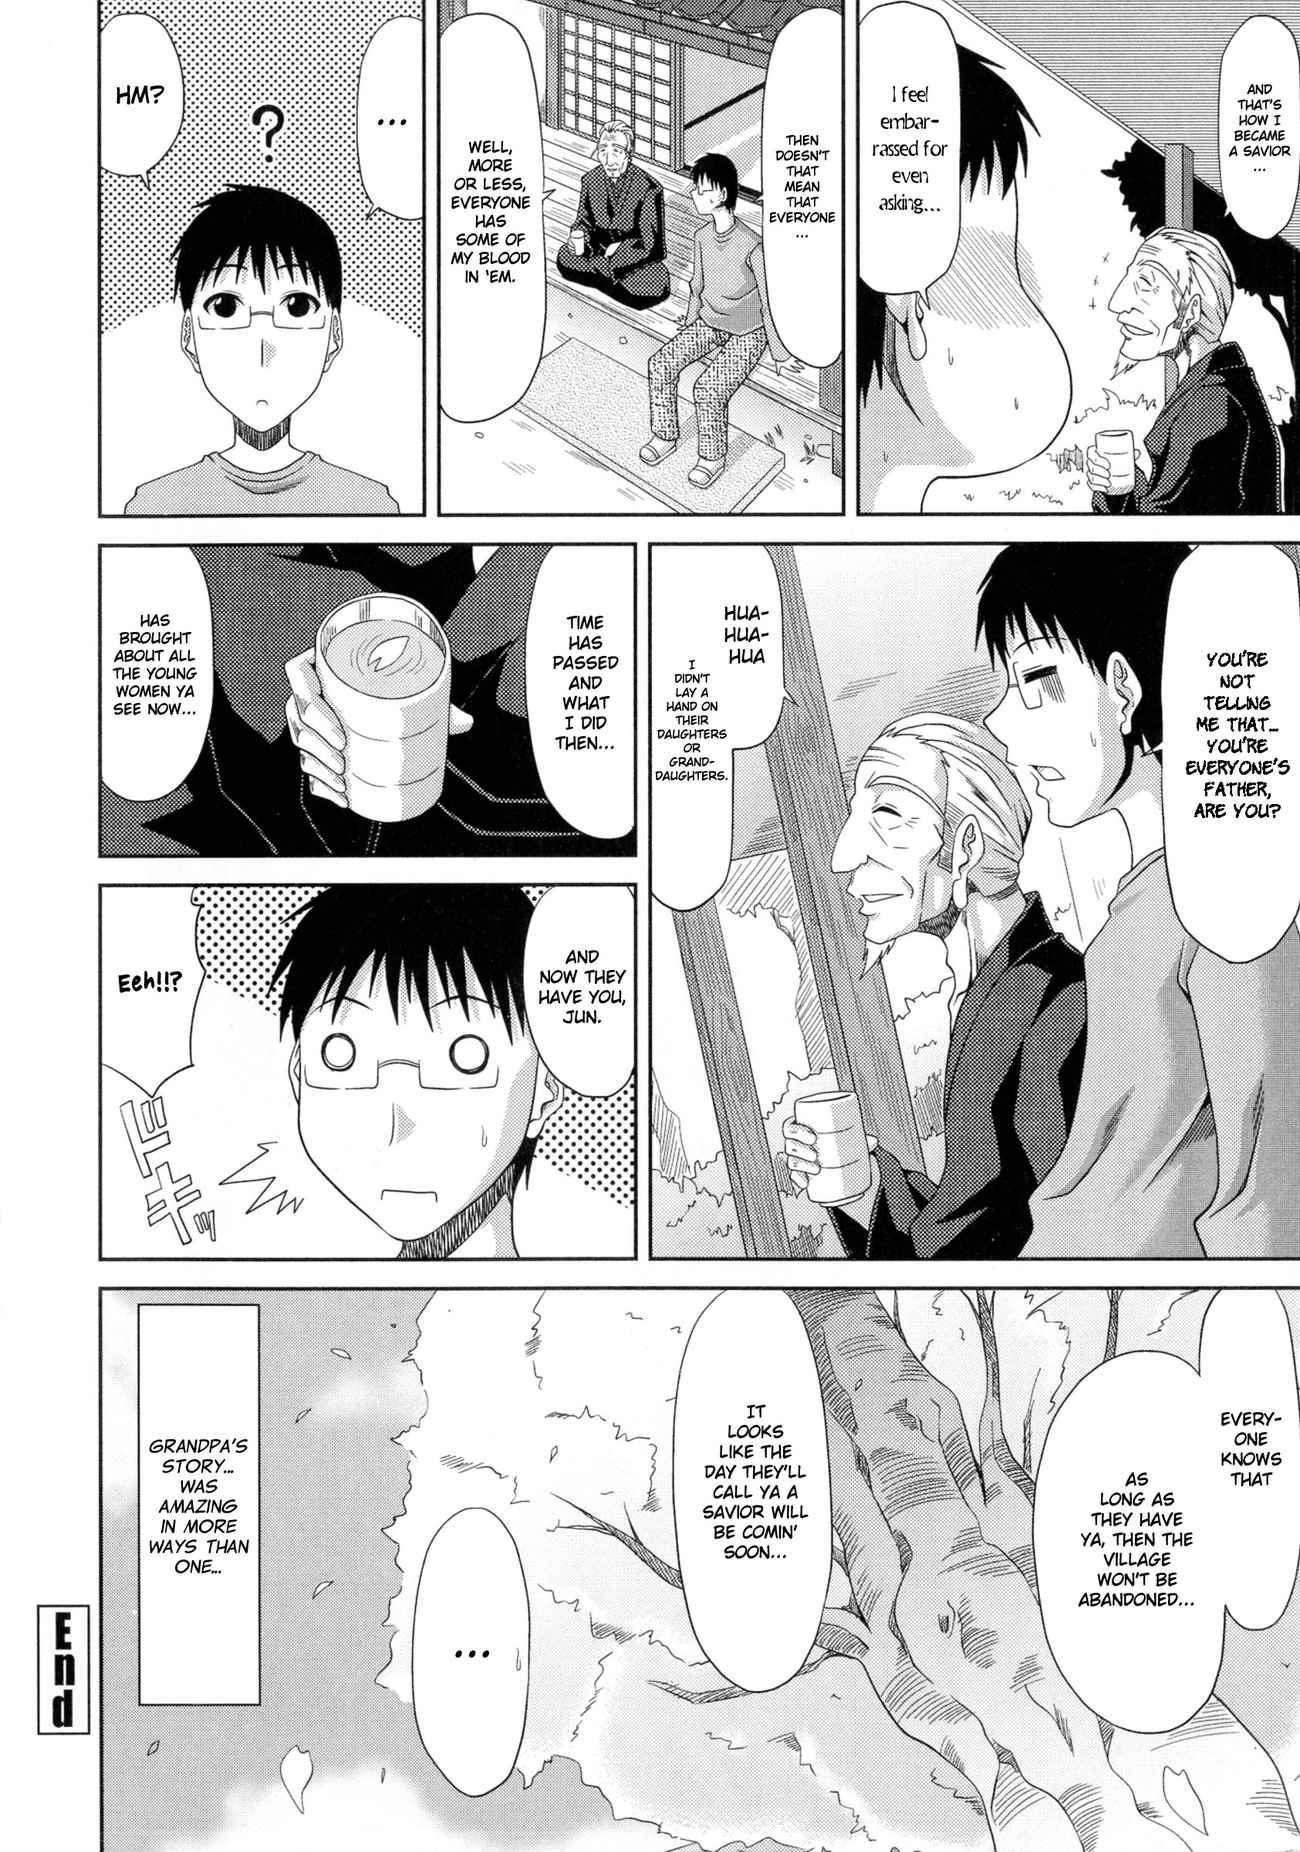 AND
THAT'S
HOW I
BECAME
A SAVIOR
...
I feel
embar-
rassed for
even
asking...
THEN
DOESN'T
THAT
MEAN
THAT
EVERYONE
...
WELL,
MORE
OR LESS,
EVERYONE
HAS
SOME OF
MY BLOOD
IN 'EM.
...
?
HM?
YOU'RE
NOT
TELLING
ME THAT...
YOU'RE
EVERYONE'S
FATHER,
ARE YOU?
HUA-
HUA-
HUA
I
DIDN'T
LAY A
HAND ON
THEIR
DAUGHTERS
OR
GRAND-
DAUGHTERS.
TIME
HAS
PASSED
AND
WHAT
I DID
THEN...
HAS
BROUGHT
ABOUT ALL
THE YOUNG
WOMEN YA
SEE NOW...
AND
NOW THEY
HAVE YOU,
JUN.
Eeh!!?
ドキッ
EVERY-
ONE
KNOWS
THAT
AS
LONG AS
THEY HAVE
YA, THEN THE
VILLAGE
WON'T BE
ABANDONED...
IT
LOOKS
LIKE THE
DAY THEY'LL
CALL YA A
SAVIOR WILL
BE COMIN'
SOON...
...
GRANDPA'S
STORY...
WAS
AMAZING
IN MORE
WAYS THAN
ONE...
End